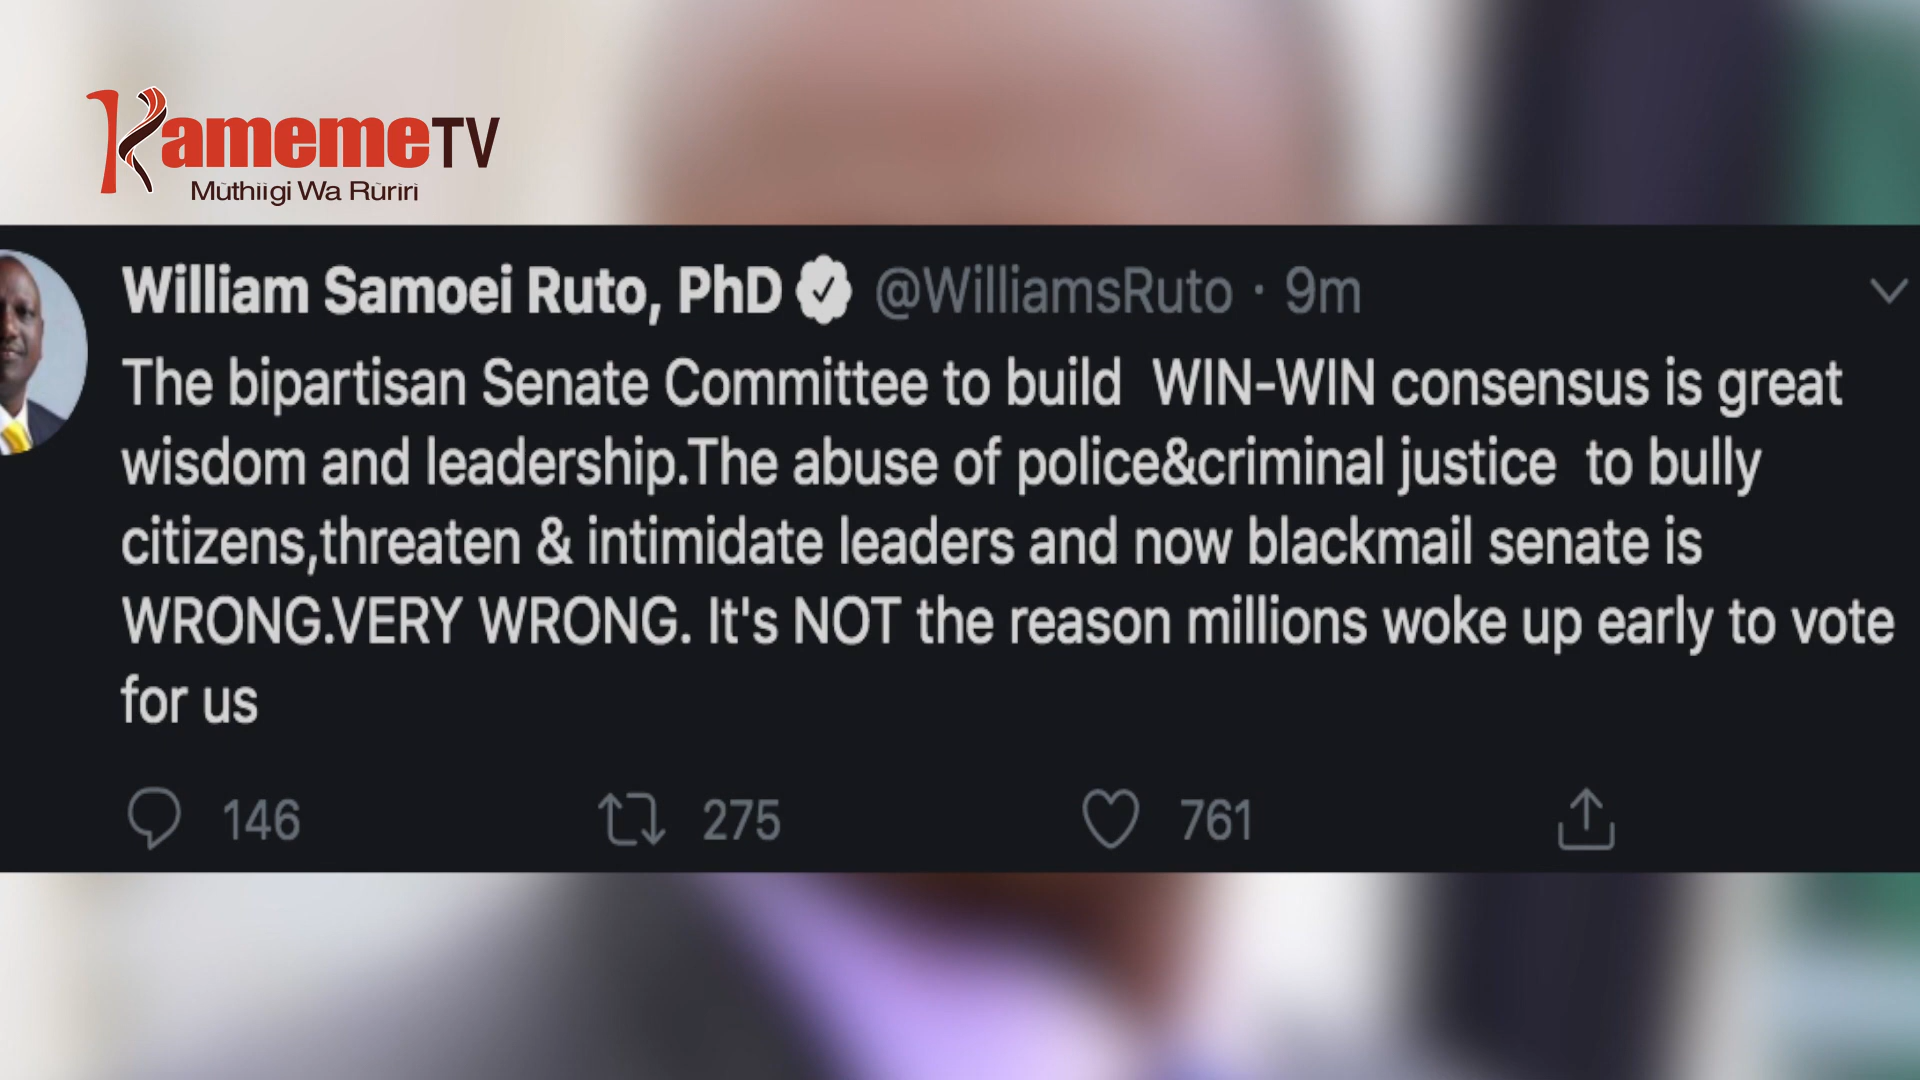 KamemeTV
Mũthiigi Wa Rũrĩrĩ
William Samoei Ruto, PhD @WilliamsRuto · 9m
The bipartisan Senate Committee to build  WIN-WIN consensus is great
wisdom and leadership.The abuse of police&criminal justice  to bully
citizens,threaten & intimidate leaders and now blackmail senate is
WRONG.VERY WRONG. It's NOT the reason millions woke up early to vote
for us
146 275 761